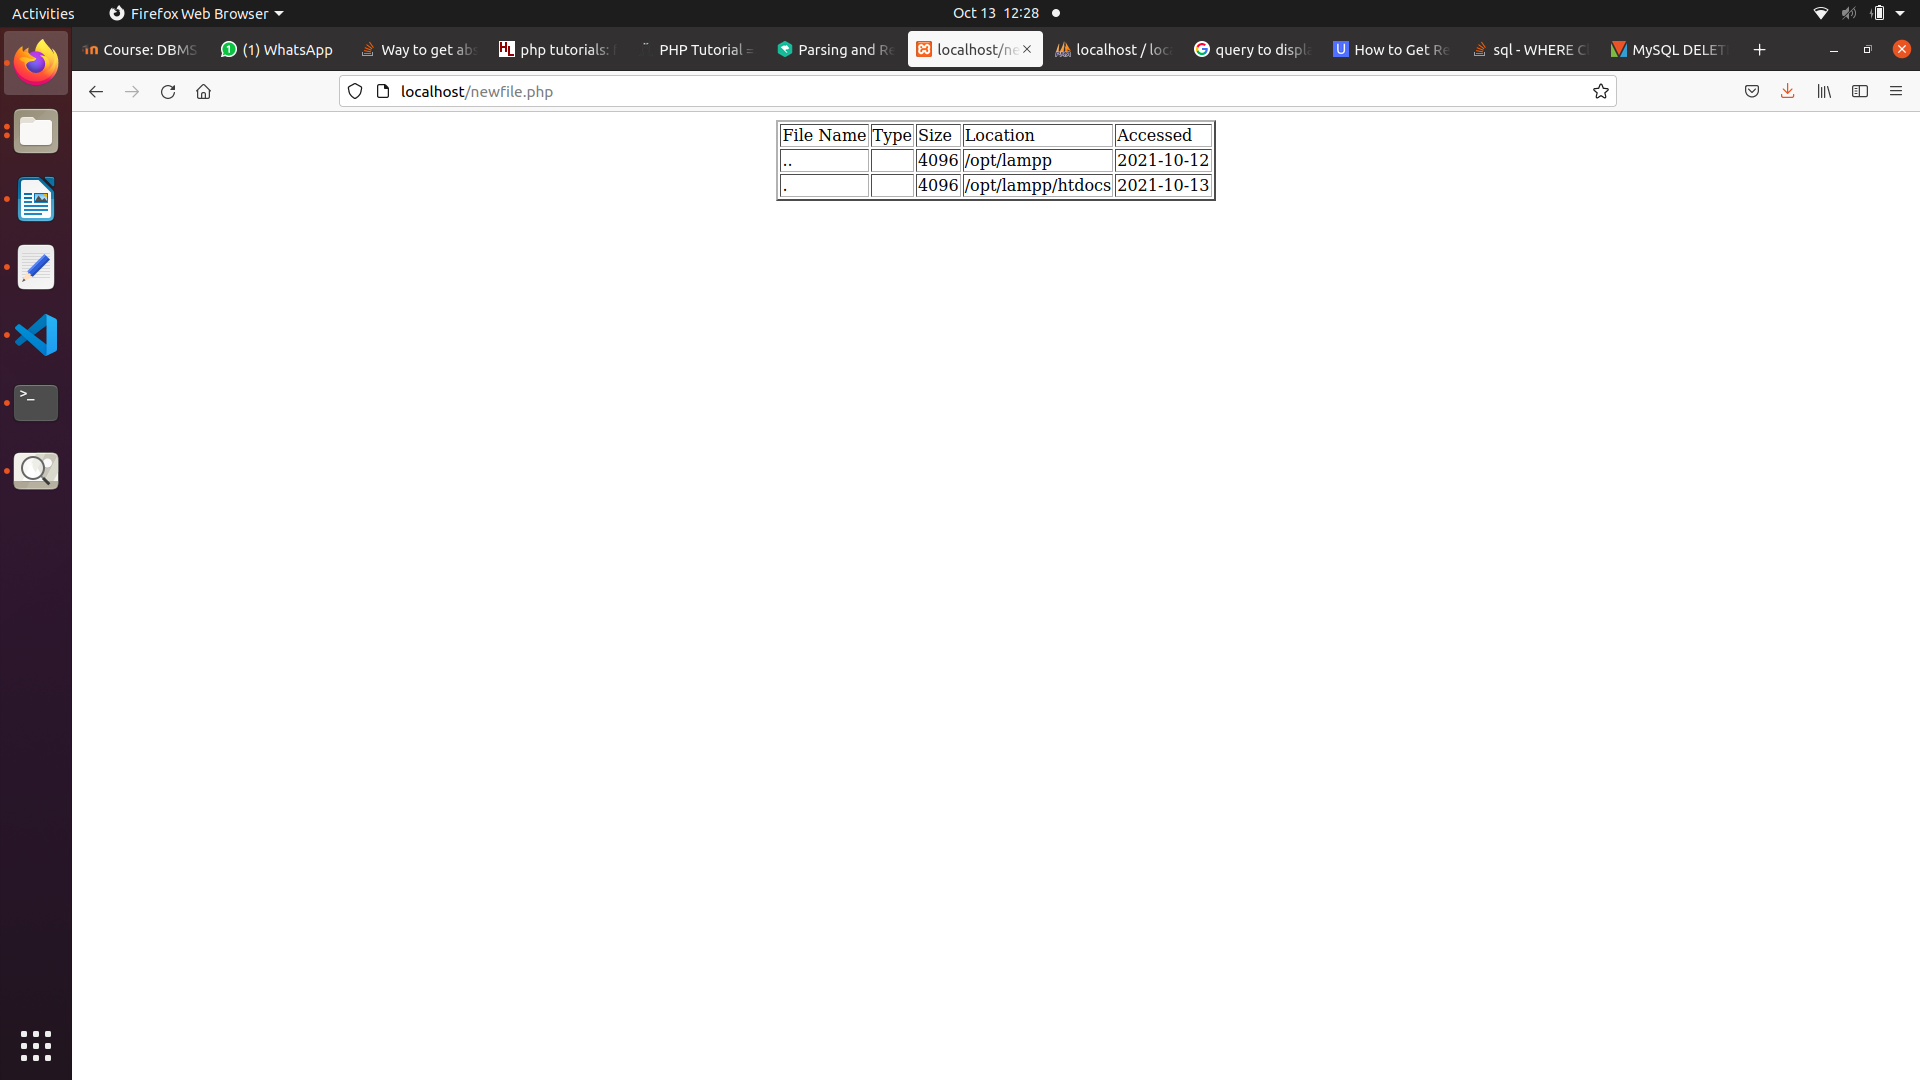 Activities Firefox Web Browser Oct 13 12:28
Course: DBMS (1) WhatsApp Way to get abs php tutorials: PHP Tutorial = Parsing and Re localhost/ne localhost / loc query to displa How to Get Re sql - WHERE C MySQL DELET
localhost/newfile.php
File Name Type Size Location Accessed
.. 4096 /opt/lampp 2021-10-12
. 4096 /opt/lampp/htdocs 2021-10-13